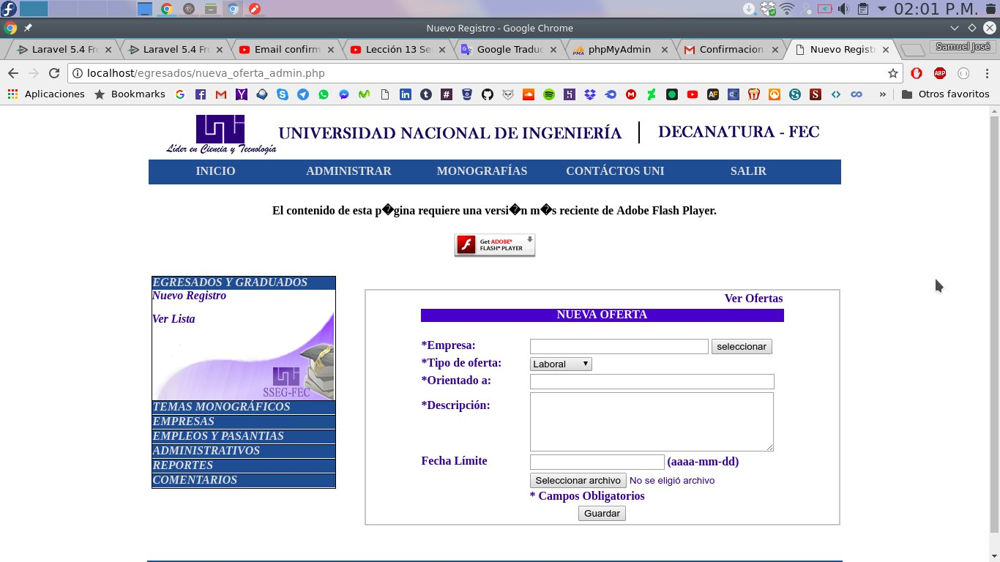 02:01 P.M.
Nuevo Registro - Google Chrome
Laravel 5.4 Fro
Laravel 5.4 Fro
Email confirm
Lección 13 Se
Google Traduc
phpMyAdmin
Confirmacion
Nuevo Registr
Samuel José
localhost/egresados/nueva_oferta_admin.php
ABP
Aplicaciones
Bookmarks
Otros favoritos
uni
Líder en Ciencia y Tecnología
UNIVERSIDAD NACIONAL DE INGENIERÍA
DECANATURA - FEC
INICIO
ADMINISTRAR
MONOGRAFÍAS
CONTÁCTOS UNI
SALIR
El contenido de esta p�gina requiere una versi�n m�s reciente de Adobe Flash Player.
Get ADOBE®
FLASH® PLAYER
EGRESADOS Y GRADUADOS
Nuevo Registro
Ver Lista
uni
SSEG-FEC
TEMAS MONOGRÁFICOS
EMPRESAS
EMPLEOS Y PASANTIAS
ADMINISTRATIVOS
REPORTES
COMENTARIOS
Ver Ofertas
NUEVA OFERTA
*Empresa: seleccionar
*Tipo de oferta: Laboral
*Orientado a:
*Descripción:
Fecha Límite (aaaa-mm-dd)
Seleccionar archivo No se eligió archivo
* Campos Obligatorios
Guardar